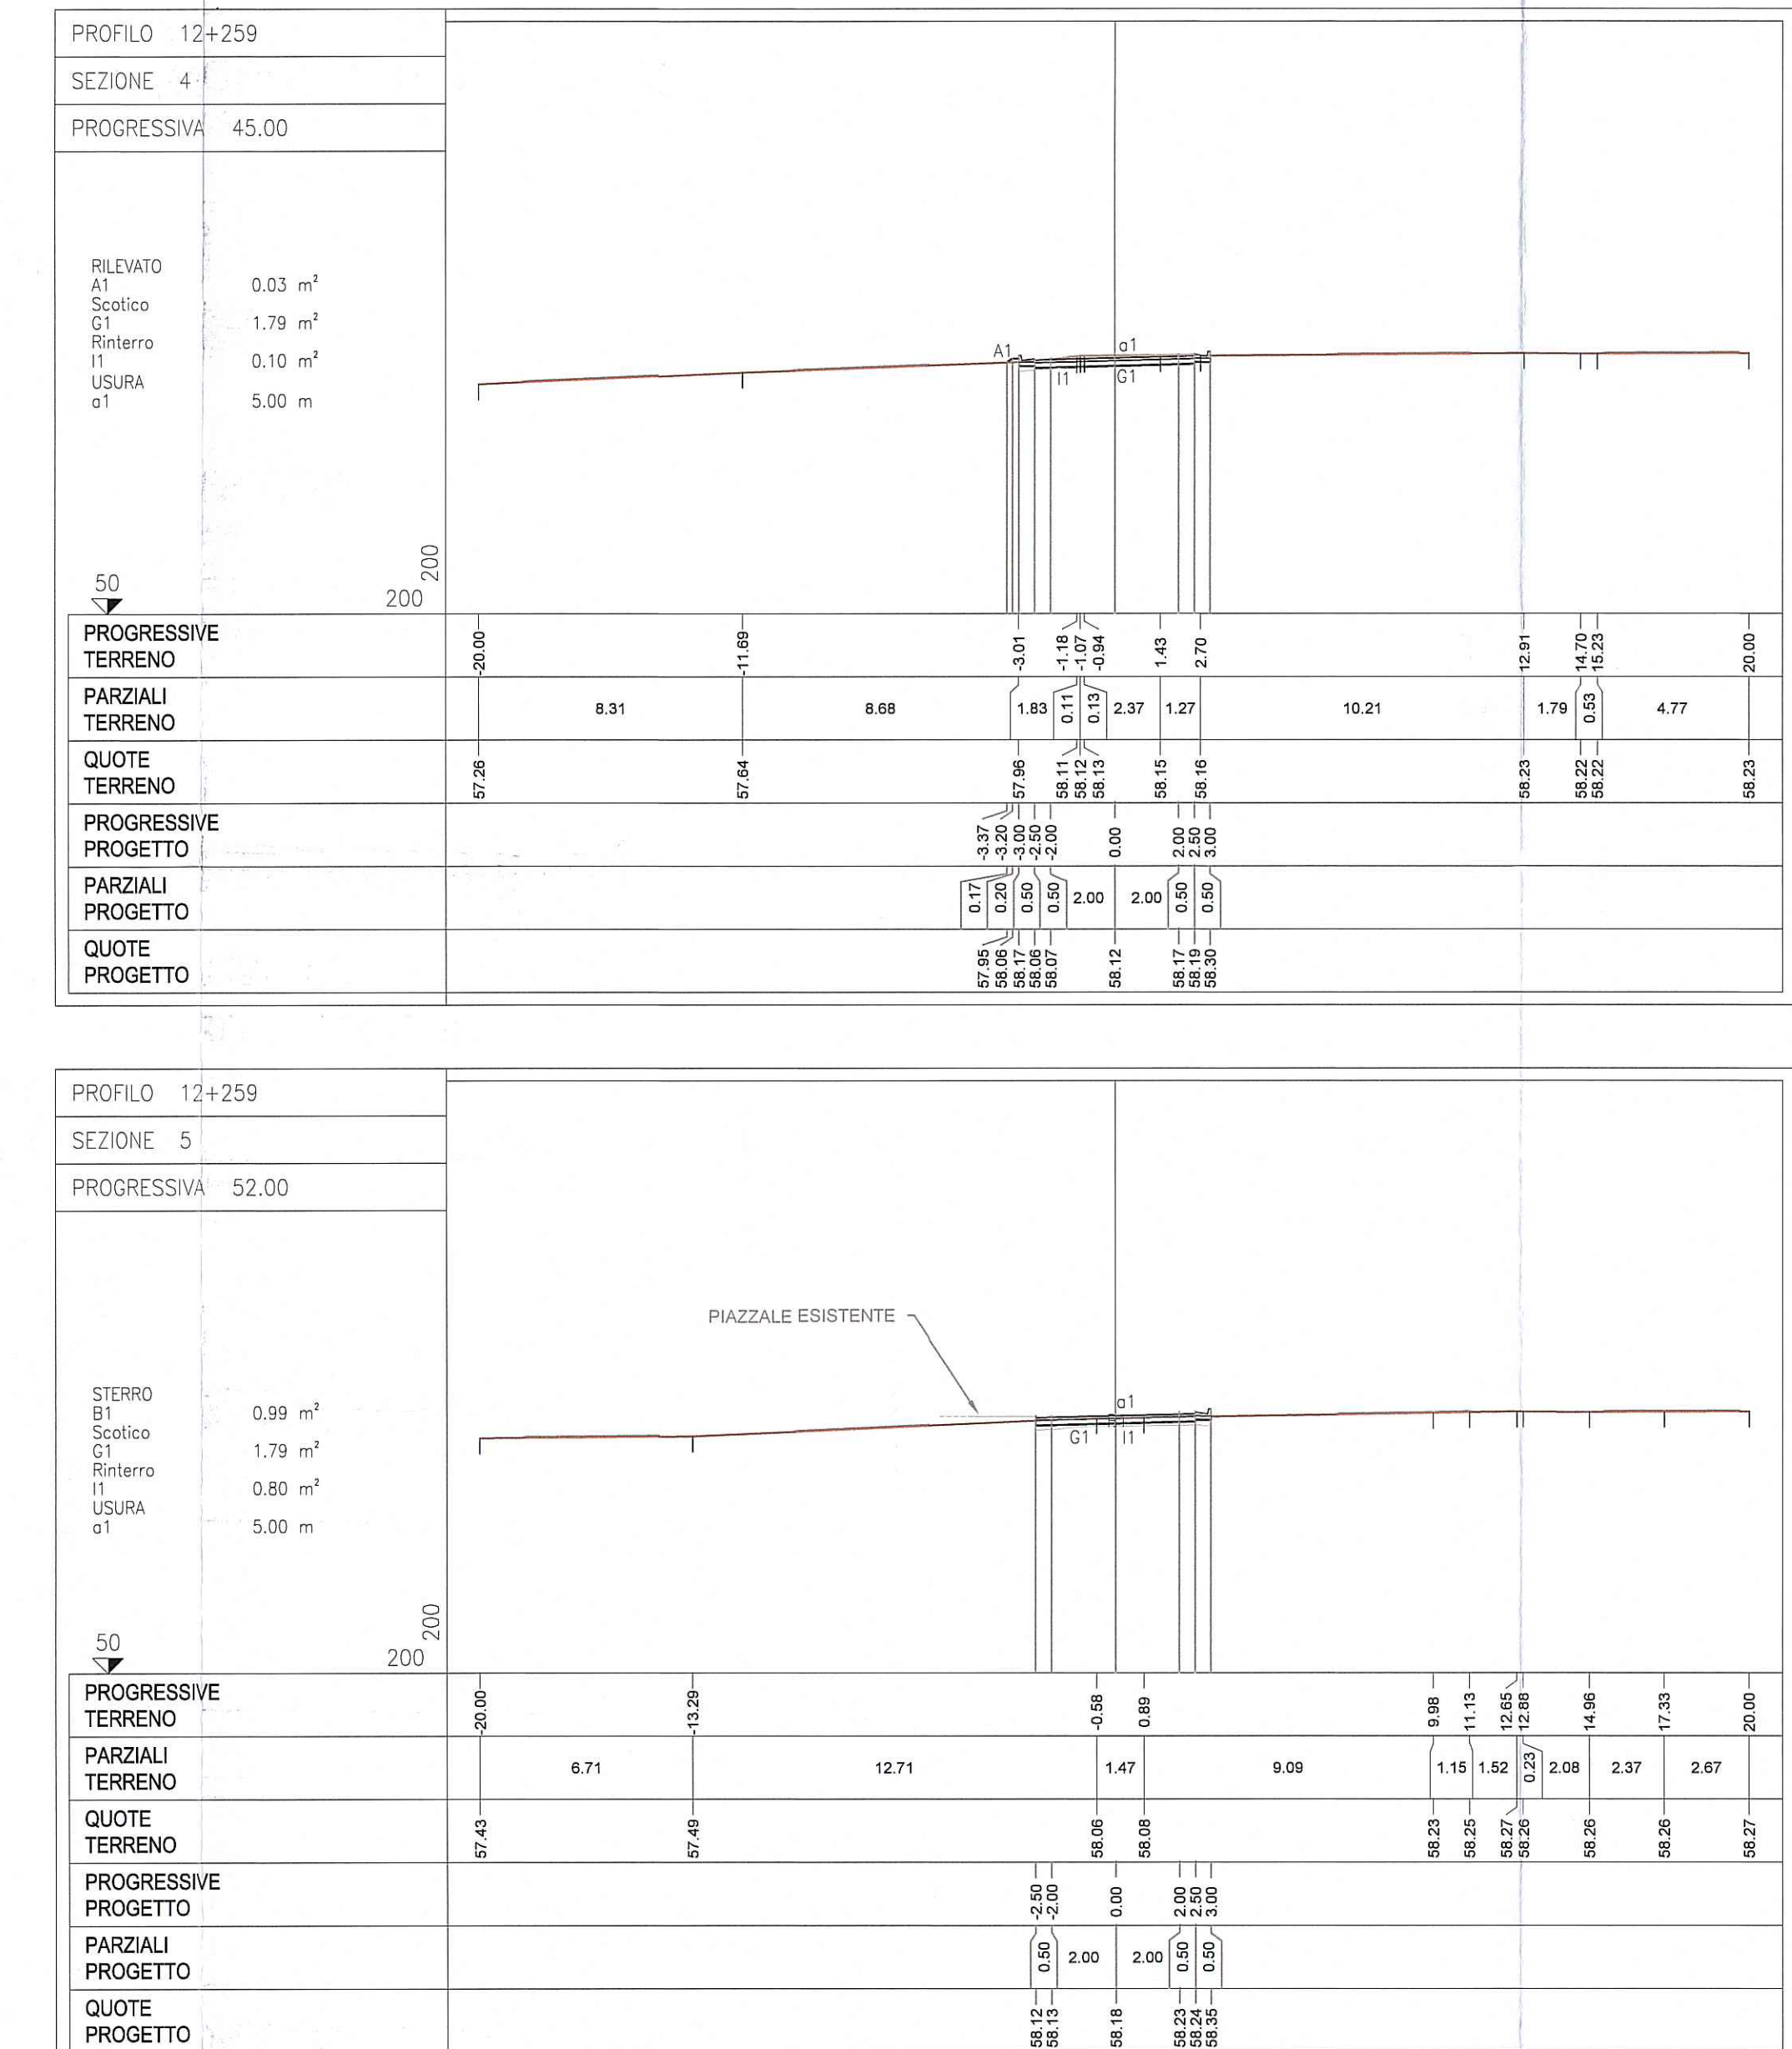 PROFILO 12+259
SEZIONE 4
PROGRESSIVA 45.00
RILEVATO
A1 0.03 m²
Scotico
G1 1.79 m²
Rinterro
I1 0.10 m²
USURA
a1 5.00 m
A1 a1
I1 G1
50
200 200
PROGRESSIVE TERRENO -20.00 -11.69 -3.01 -1.18 -1.07 -0.94 1.43 2.70 12.91 14.70 15.23 20.00
PARZIALI TERRENO 8.31 8.68 1.83 0.11 0.13 2.37 1.27 10.21 1.79 0.53 4.77
QUOTE TERRENO 57.26 57.64 57.96 58.11 58.12 58.13 58.15 58.16 58.23 58.22 58.22 58.23
PROGRESSIVE PROGETTO -3.37 -3.20 -3.00 -2.50 -2.00 0.00 2.00 2.50 3.00
PARZIALI PROGETTO 0.17 0.20 0.50 0.50 2.00 2.00 0.50 0.50
QUOTE PROGETTO 57.95 58.06 58.17 58.06 58.07 58.12 58.17 58.19 58.30
PROFILO 12+259
SEZIONE 5
PROGRESSIVA 52.00
PIAZZALE ESISTENTE
STERRO
B1 0.99 m²
Scotico
G1 1.79 m²
Rinterro
I1 0.80 m²
USURA
a1 5.00 m
a1
G1 I1
50
200 200
PROGRESSIVE TERRENO -20.00 -13.29 -0.58 0.89 9.98 11.13 12.65 12.88 14.96 17.33 20.00
PARZIALI TERRENO 6.71 12.71 1.47 9.09 1.15 1.52 0.23 2.08 2.37 2.67
QUOTE TERRENO 57.43 57.49 58.06 58.08 58.23 58.25 58.27 58.26 58.26 58.26 58.27
PROGRESSIVE PROGETTO -2.50 -2.00 0.00 2.00 2.50 3.00
PARZIALI PROGETTO 0.50 2.00 2.00 0.50 0.50
QUOTE PROGETTO 58.12 58.13 58.18 58.23 58.24 58.35